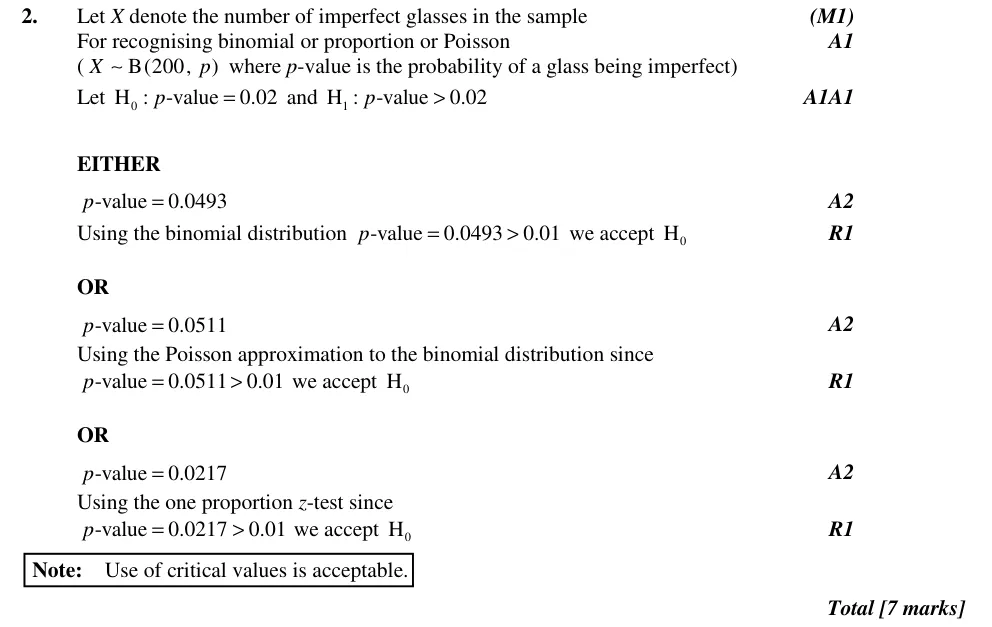 2. Let X denote the number of imperfect glasses in the sample (M1)
For recognising binomial or proportion or Poisson A1
( X ~ B(200, p) where p-value is the probability of a glass being imperfect)
Let H₀ : p-value = 0.02 and H₁ : p-value > 0.02 A1A1
EITHER
p-value = 0.0493 A2
Using the binomial distribution p-value = 0.0493 > 0.01 we accept H₀ R1
OR
p-value = 0.0511 A2
Using the Poisson approximation to the binomial distribution since
p-value = 0.0511 > 0.01 we accept H₀ R1
OR
p-value = 0.0217 A2
Using the one proportion z-test since
p-value = 0.0217 > 0.01 we accept H₀ R1
Note: Use of critical values is acceptable.
Total [7 marks]